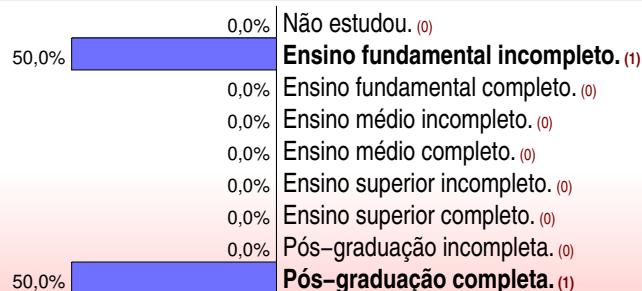 0,0% Não estudou. (0)
50,0% Ensino fundamental incompleto. (1)
0,0% Ensino fundamental completo. (0)
0,0% Ensino médio incompleto. (0)
0,0% Ensino médio completo. (0)
0,0% Ensino superior incompleto. (0)
0,0% Ensino superior completo. (0)
0,0% Pós−graduação incompleta. (0)
50,0% Pós−graduação completa. (1)